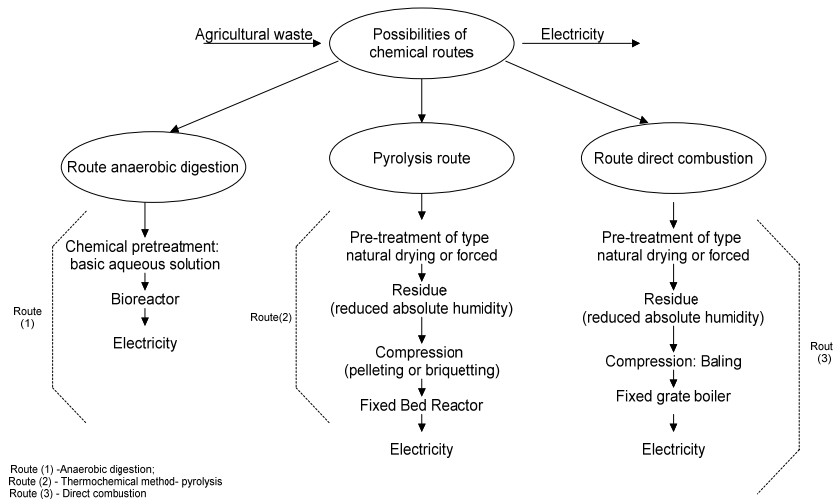 Agricultural waste
Possibilities of
chemical routes
Electricity
Route anaerobic digestion
Pyrolysis route
Route direct combustion
Route
(1)
Chemical pretreatment:
basic aqueous solution
Bioreactor
Electricity
Route(2)
Pre-treatment of type
natural drying or forced
Residue
(reduced absolute humidity)
Compression
(pelleting or briquetting)
Fixed Bed Reactor
Electricity
Pre-treatment of type
natural drying or forced
Residue
(reduced absolute humidity)
Compression: Baling
Fixed grate boiler
Electricity
Rout
(3)
Route (1) -Anaerobic digestion;
Route (2) - Thermochemical method- pyrolysis
Route (3) - Direct combustion